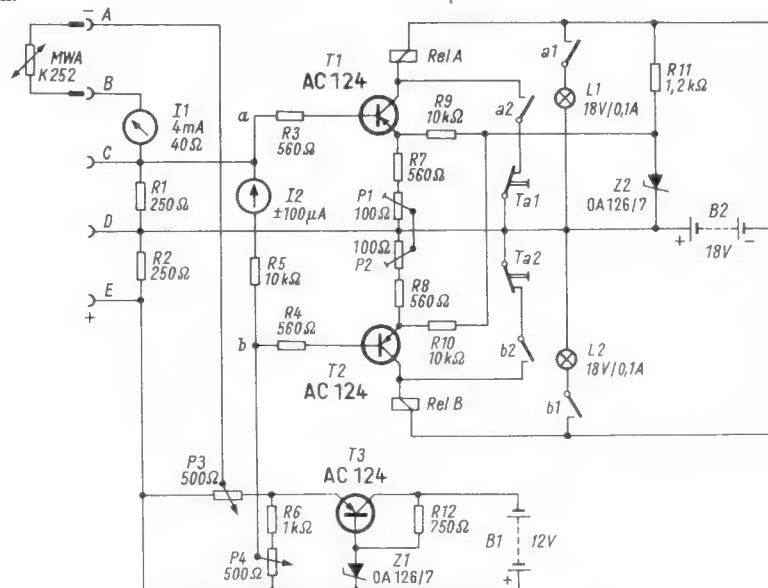 − A
MWA
K252
B
I1
4mA
40Ω
C
R1
250Ω
D
R2
250Ω
E
+
a
R3
560Ω
I2
±100μA
R5
10kΩ
R4
560Ω
b
T1
AC 124
Rel A
R9
10kΩ
R7
560Ω
P1
100Ω
100Ω
P2
R8
560Ω
R10
10kΩ
T2
AC 124
Rel B
a1
L1
18V/0,1A
a2
Ta1
Ta2
b2
L2
18V/0,1A
b1
R11
1,2kΩ
Z2
OA126/7
B2
+ −
18V
P3
500Ω
T3
AC 124
R6
1kΩ
P4
500Ω
R12
750Ω
Z1
OA126/7
B1
12V
−
+